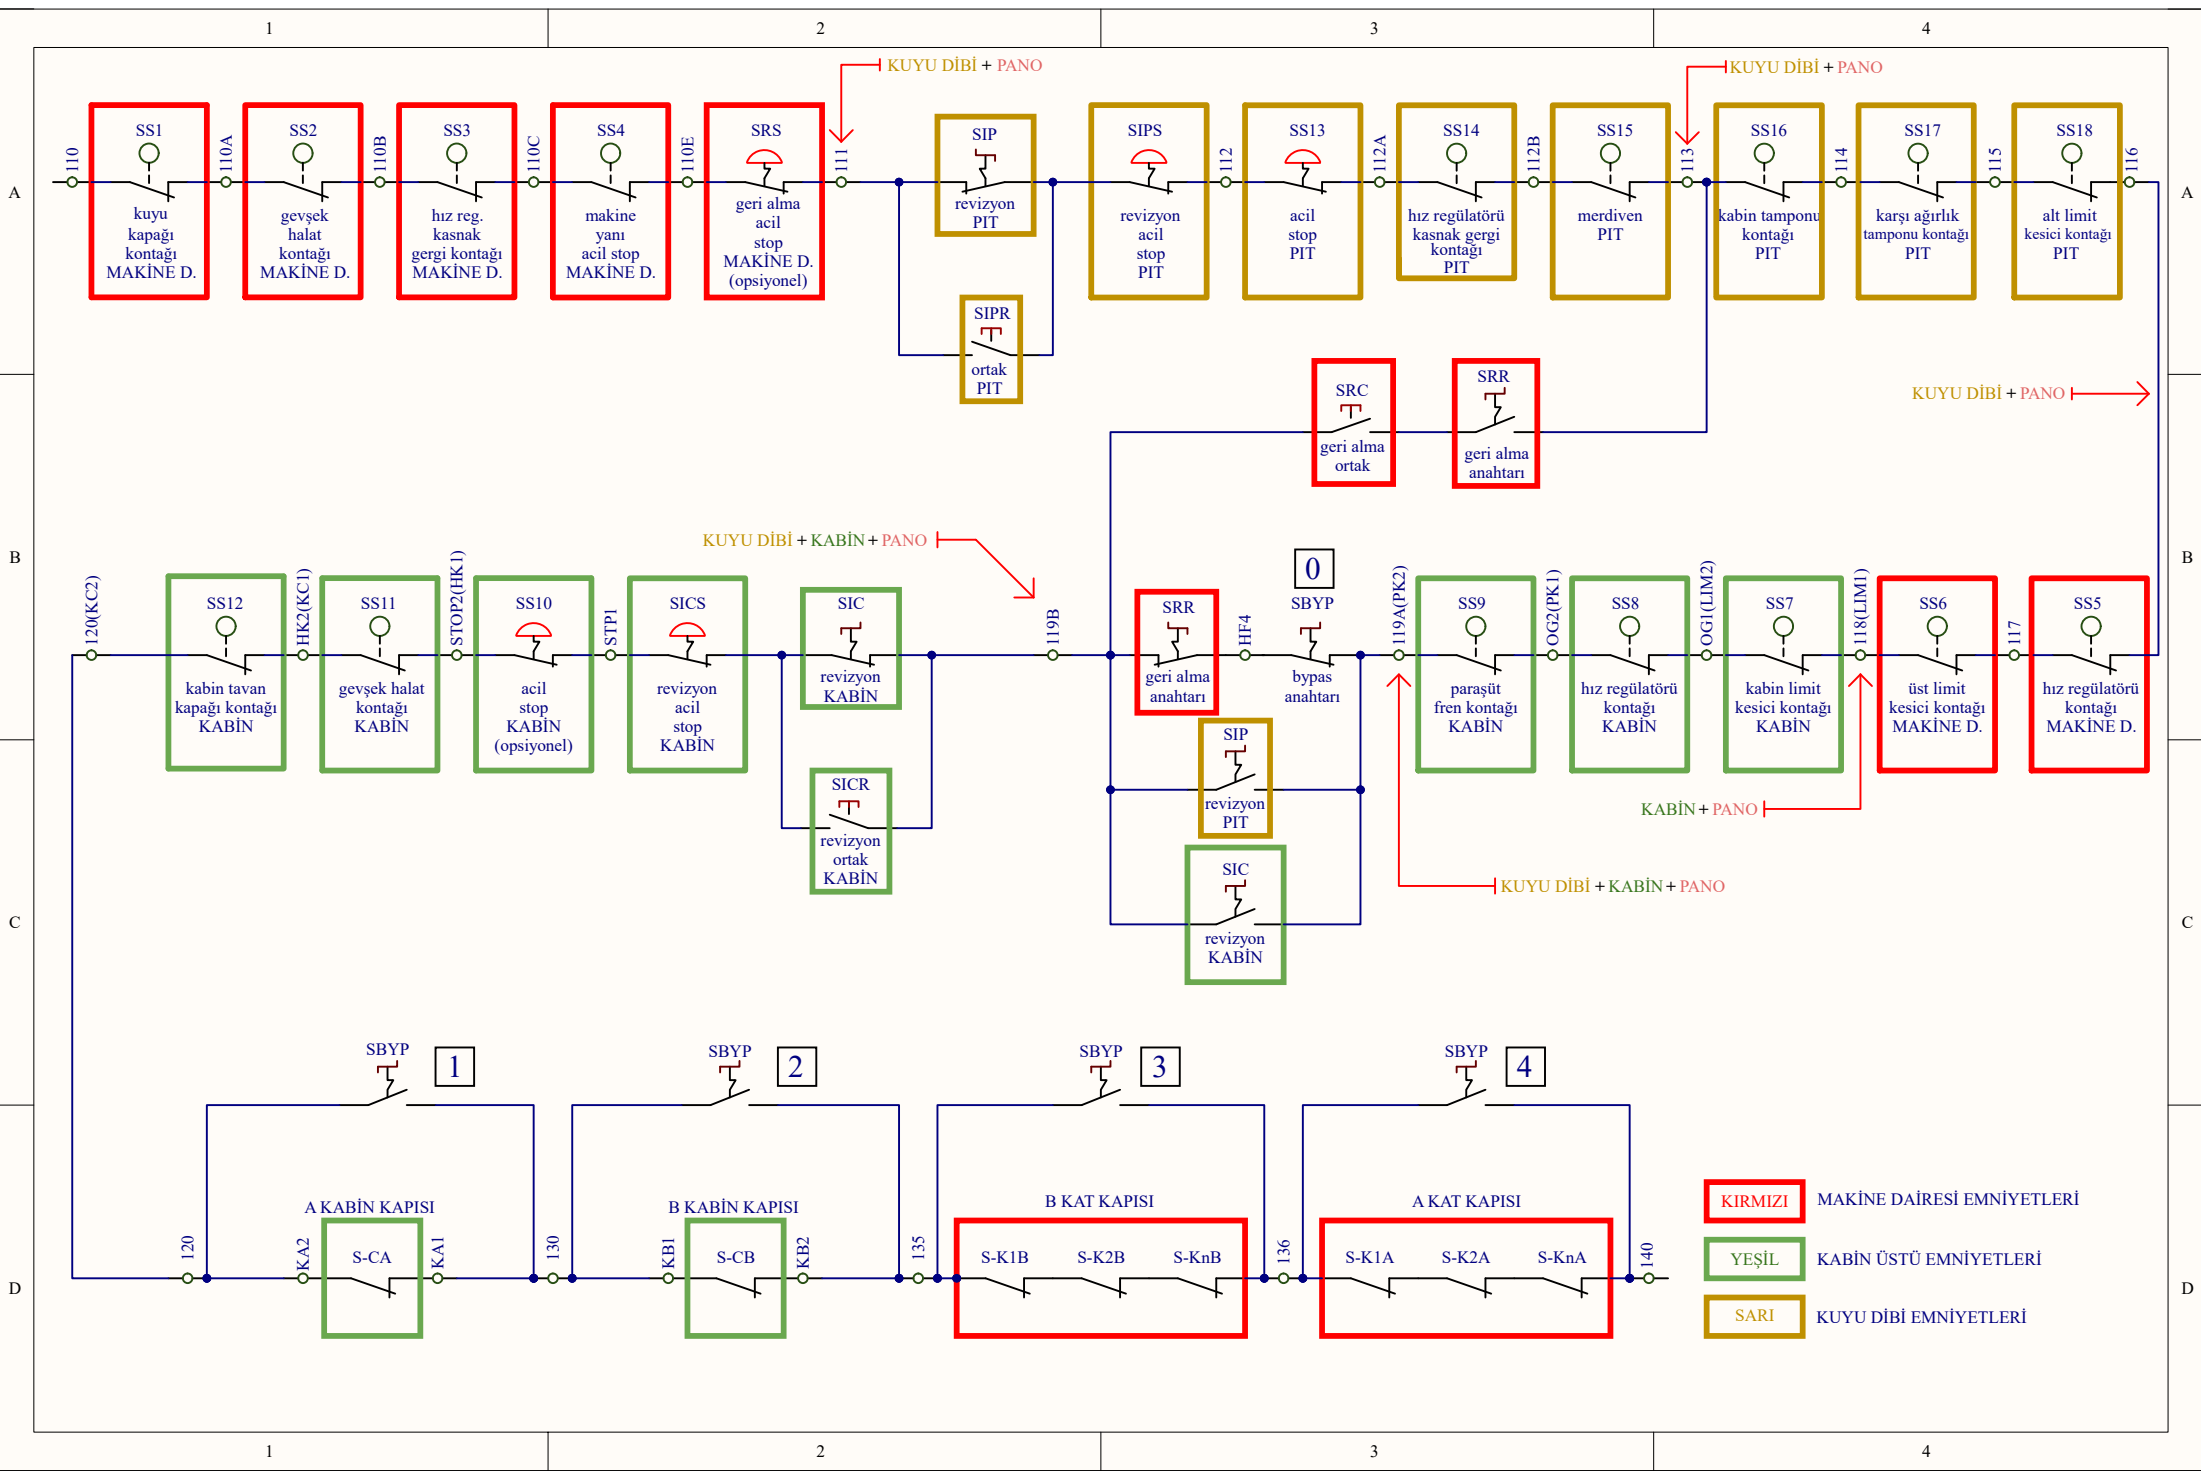 1 2 3 4
KUYU DİBİ + PANO
KUYU DİBİ + PANO
A
A
110
SS1
kuyu
kapağı
kontağı
MAKİNE D.
110A
SS2
gevşek
halat
kontağı
MAKİNE D.
110B
SS3
hız reg.
kasnak
gergi kontağı
MAKİNE D.
110C
SS4
makine
yanı
acil stop
MAKİNE D.
110E
SRS
geri alma
acil
stop
MAKİNE D.
(opsiyonel)
111
SIP
revizyon
PIT
SIPR
ortak
PIT
SIPS
revizyon
acil
stop
PIT
112
SS13
acil
stop
PIT
112A
SS14
hız regülatörü
kasnak gergi
kontağı
PIT
112B
SS15
merdiven
PIT
113
SS16
kabin tamponu
kontağı
PIT
114
SS17
karşı ağırlık
tamponu kontağı
PIT
115
SS18
alt limit
kesici kontağı
PIT
116
SRC
geri alma
ortak
SRR
geri alma
anahtarı
KUYU DİBİ + PANO
B
B
KUYU DİBİ + KABİN + PANO
120(KC2)
SS12
kabin tavan
kapağı kontağı
KABİN
HK2(KC1)
SS11
gevşek halat
kontağı
KABİN
STOP2(HK1)
SS10
acil
stop
KABİN
(opsiyonel)
STP1
SICS
revizyon
acil
stop
KABİN
SIC
revizyon
KABİN
SICR
revizyon
ortak
KABİN
119B
SRR
geri alma
anahtarı
HF4
0
SBYP
bypas
anahtarı
SIP
revizyon
PIT
SIC
revizyon
KABİN
119A(PK2)
SS9
paraşüt
fren kontağı
KABİN
OG2(PK1)
SS8
hız regülatörü
kontağı
KABİN
OG1(LIM2)
SS7
kabin limit
kesici kontağı
KABİN
118(LIM1)
SS6
üst limit
kesici kontağı
MAKİNE D.
117
SS5
hız regülatörü
kontağı
MAKİNE D.
KABİN + PANO
KUYU DİBİ + KABİN + PANO
C
C
SBYP 1
SBYP 2
SBYP 3
SBYP 4
D
D
120
A KABİN KAPISI
KA2
S-CA
KA1
130
B KABİN KAPISI
KB1
S-CB
KB2
135
B KAT KAPISI
S-K1B S-K2B S-KnB
136
A KAT KAPISI
S-K1A S-K2A S-KnA
140
KIRMIZI MAKİNE DAİRESİ EMNİYETLERİ
YEŞİL KABİN ÜSTÜ EMNİYETLERİ
SARI KUYU DİBİ EMNİYETLERİ
1 2 3 4